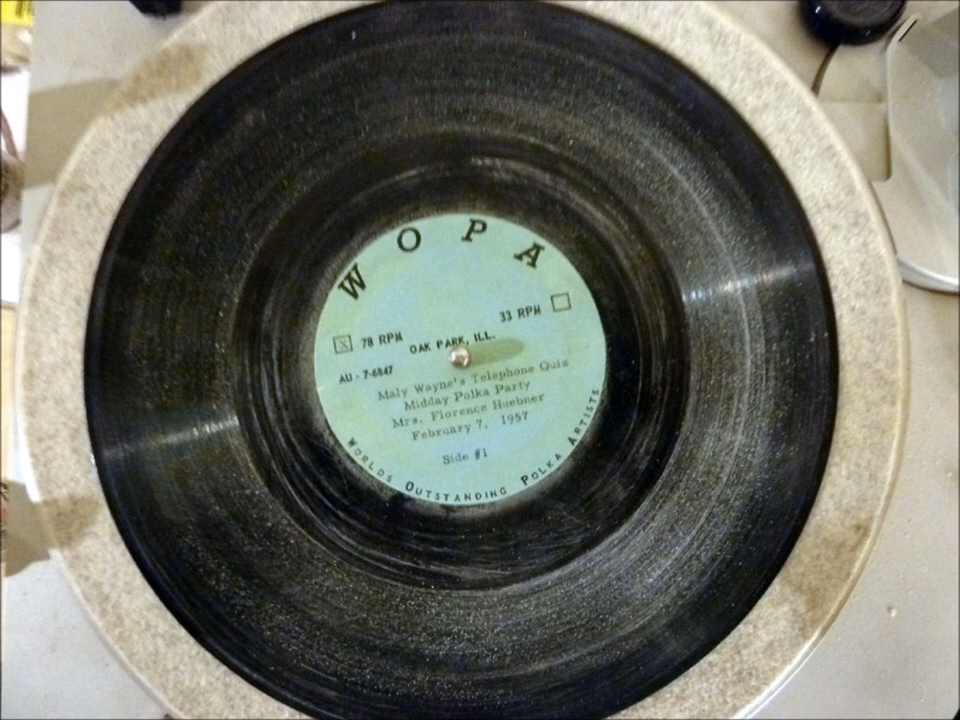 WOPA
33 RPM
X 78 RPM
OAK PARK, ILL.
AU - 7-6847
Maly Wayne's Telephone Quiz
Midday Polka Party
Mrs. Florence Huebner
February 7, 1957
Side #1
WORLDS OUTSTANDING POLKA ARTISTS